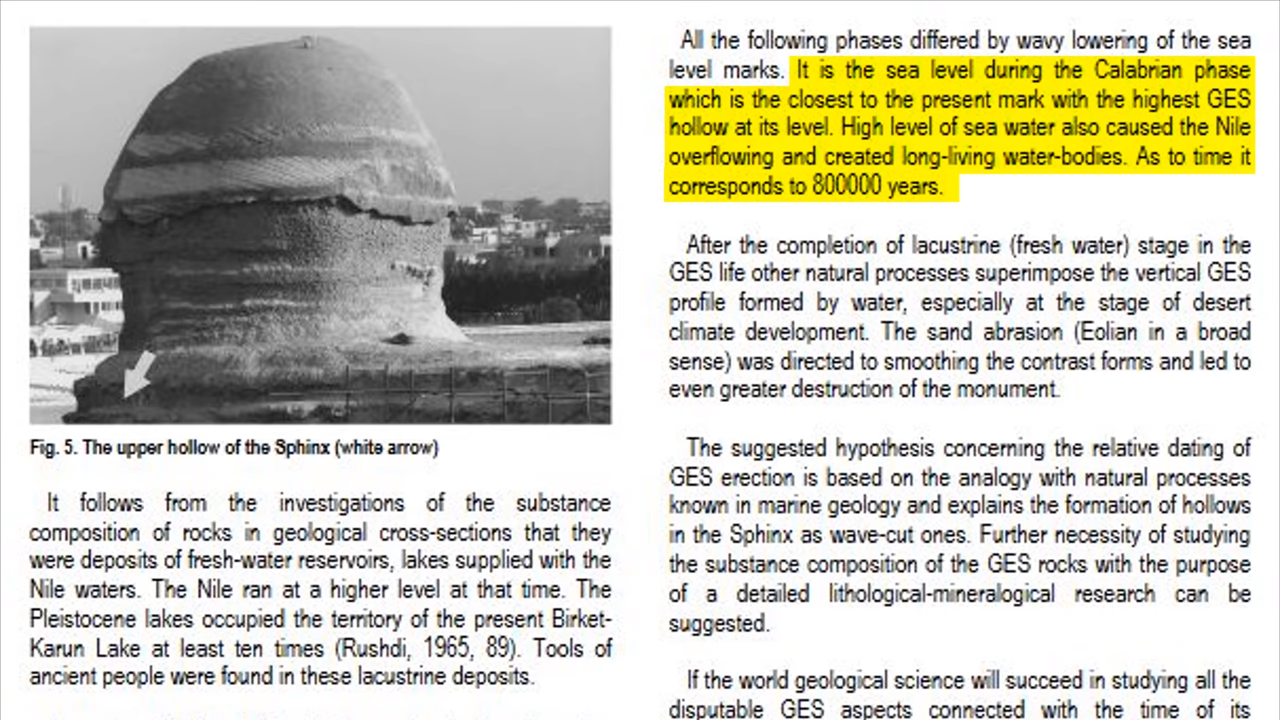 Fig. 5. The upper hollow of the Sphinx (white arrow)
It follows from the investigations of the substance
composition of rocks in geological cross-sections that they
were deposits of fresh-water reservoirs, lakes supplied with the
Nile waters. The Nile ran at a higher level at that time. The
Pleistocene lakes occupied the territory of the present Birket-
Karun Lake at least ten times (Rushdi, 1965, 89). Tools of
ancient people were found in these lacustrine deposits.
All the following phases differed by wavy lowering of the sea
level marks. It is the sea level during the Calabrian phase
which is the closest to the present mark with the highest GES
hollow at its level. High level of sea water also caused the Nile
overflowing and created long-living water-bodies. As to time it
corresponds to 800000 years.
After the completion of lacustrine (fresh water) stage in the
GES life other natural processes superimpose the vertical GES
profile formed by water, especially at the stage of desert
climate development. The sand abrasion (Eolian in a broad
sense) was directed to smoothing the contrast forms and led to
even greater destruction of the monument.
The suggested hypothesis concerning the relative dating of
GES erection is based on the analogy with natural processes
known in marine geology and explains the formation of hollows
in the Sphinx as wave-cut ones. Further necessity of studying
the substance composition of the GES rocks with the purpose
of a detailed lithological-mineralogical research can be
suggested.
If the world geological science will succeed in studying all the
disputable GES aspects connected with the time of its